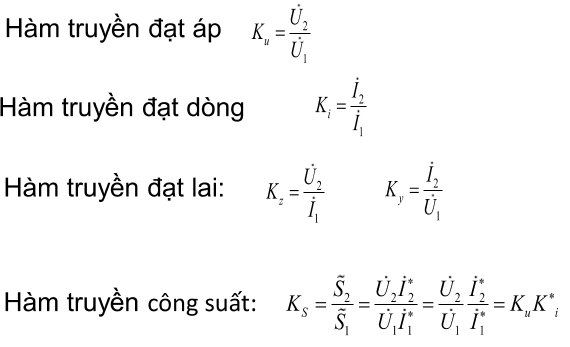 Hàm truyền đạt áp $K_u = \frac{\dot{U}_2}{\dot{U}_1}$
Hàm truyền đạt dòng $K_i = \frac{\dot{I}_2}{\dot{I}_1}$
Hàm truyền đạt lai: $K_z = \frac{\dot{U}_2}{\dot{I}_1}$ $K_y = \frac{\dot{I}_2}{\dot{U}_1}$
Hàm truyền công suất: $K_S = \frac{\tilde{S}_2}{\tilde{S}_1} = \frac{\dot{U}_2 \dot{I}_2^*}{\dot{U}_1 \dot{I}_1^*} = \frac{\dot{U}_2}{\dot{U}_1} \frac{\dot{I}_2^*}{\dot{I}_1^*} = K_u K^*_i$